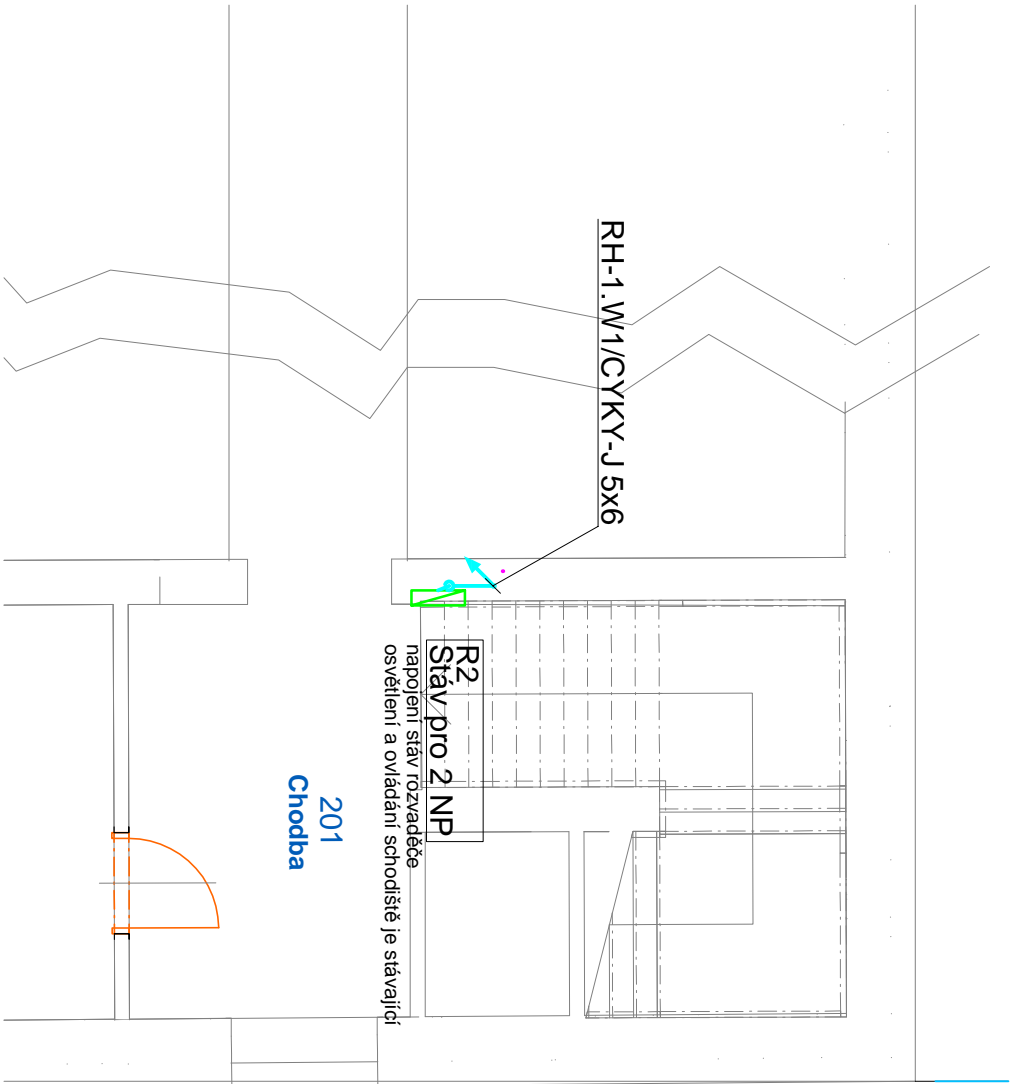 RH-1.W1/CYKY-J 5x6
R2
Stáv pro 2 NP
napojení stáv rozvaděče
osvětlení a ovládání schodiště je stávající
201
Chodba